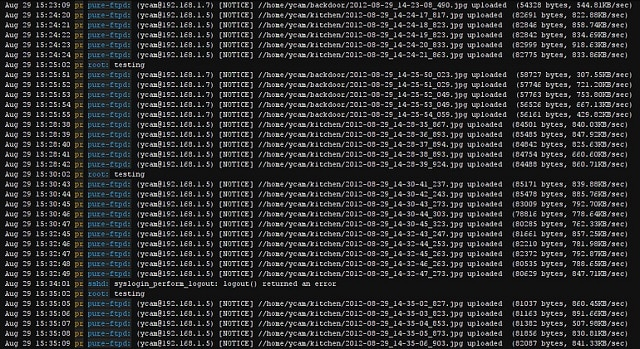 Aug 29 15:23:09 pr pure-ftpd: (ycam@192.168.1.7) [NOTICE] //home/ycam/backdoor/2012-08-29_14-23-08_490.jpg uploaded (54328 bytes, 544.81KB/sec)
Aug 29 15:24:20 pr pure-ftpd: (ycam@192.168.1.5) [NOTICE] //home/ycam/kitchen/2012-08-29_14-24-17_817.jpg uploaded (82691 bytes, 822.88KB/sec)
Aug 29 15:24:21 pr pure-ftpd: (ycam@192.168.1.5) [NOTICE] //home/ycam/kitchen/2012-08-29_14-24-18_823.jpg uploaded (82846 bytes, 858.74KB/sec)
Aug 29 15:24:22 pr pure-ftpd: (ycam@192.168.1.5) [NOTICE] //home/ycam/kitchen/2012-08-29_14-24-19_823.jpg uploaded (82842 bytes, 834.69KB/sec)
Aug 29 15:24:23 pr pure-ftpd: (ycam@192.168.1.5) [NOTICE] //home/ycam/kitchen/2012-08-29_14-24-20_833.jpg uploaded (82999 bytes, 918.63KB/sec)
Aug 29 15:24:24 pr pure-ftpd: (ycam@192.168.1.5) [NOTICE] //home/ycam/kitchen/2012-08-29_14-24-21_863.jpg uploaded (82775 bytes, 833.86KB/sec)
Aug 29 15:25:02 pr root: testing
Aug 29 15:25:51 pr pure-ftpd: (ycam@192.168.1.7) [NOTICE] //home/ycam/backdoor/2012-08-29_14-25-50_023.jpg uploaded (58727 bytes, 307.55KB/sec)
Aug 29 15:25:52 pr pure-ftpd: (ycam@192.168.1.7) [NOTICE] //home/ycam/backdoor/2012-08-29_14-25-51_029.jpg uploaded (57746 bytes, 721.20KB/sec)
Aug 29 15:25:53 pr pure-ftpd: (ycam@192.168.1.7) [NOTICE] //home/ycam/backdoor/2012-08-29_14-25-52_049.jpg uploaded (57763 bytes, 753.80KB/sec)
Aug 29 15:25:54 pr pure-ftpd: (ycam@192.168.1.7) [NOTICE] //home/ycam/backdoor/2012-08-29_14-25-53_049.jpg uploaded (56526 bytes, 667.13KB/sec)
Aug 29 15:25:55 pr pure-ftpd: (ycam@192.168.1.7) [NOTICE] //home/ycam/backdoor/2012-08-29_14-25-54_059.jpg uploaded (56161 bytes, 429.82KB/sec)
Aug 29 15:28:38 pr pure-ftpd: (ycam@192.168.1.5) [NOTICE] //home/ycam/kitchen/2012-08-29_14-28-35_867.jpg uploaded (84501 bytes, 840.03KB/sec)
Aug 29 15:28:39 pr pure-ftpd: (ycam@192.168.1.5) [NOTICE] //home/ycam/kitchen/2012-08-29_14-28-36_893.jpg uploaded (85485 bytes, 847.92KB/sec)
Aug 29 15:28:40 pr pure-ftpd: (ycam@192.168.1.5) [NOTICE] //home/ycam/kitchen/2012-08-29_14-28-37_894.jpg uploaded (84842 bytes, 825.63KB/sec)
Aug 29 15:28:41 pr pure-ftpd: (ycam@192.168.1.5) [NOTICE] //home/ycam/kitchen/2012-08-29_14-28-38_893.jpg uploaded (84754 bytes, 660.60KB/sec)
Aug 29 15:28:42 pr pure-ftpd: (ycam@192.168.1.5) [NOTICE] //home/ycam/kitchen/2012-08-29_14-28-39_924.jpg uploaded (84488 bytes, 860.71KB/sec)
Aug 29 15:30:02 pr root: testing
Aug 29 15:30:43 pr pure-ftpd: (ycam@192.168.1.5) [NOTICE] //home/ycam/kitchen/2012-08-29_14-30-41_237.jpg uploaded (85171 bytes, 839.88KB/sec)
Aug 29 15:30:44 pr pure-ftpd: (ycam@192.168.1.5) [NOTICE] //home/ycam/kitchen/2012-08-29_14-30-42_243.jpg uploaded (85478 bytes, 885.76KB/sec)
Aug 29 15:30:45 pr pure-ftpd: (ycam@192.168.1.5) [NOTICE] //home/ycam/kitchen/2012-08-29_14-30-43_273.jpg uploaded (83009 bytes, 792.70KB/sec)
Aug 29 15:30:46 pr pure-ftpd: (ycam@192.168.1.5) [NOTICE] //home/ycam/kitchen/2012-08-29_14-30-44_303.jpg uploaded (78816 bytes, 778.64KB/sec)
Aug 29 15:30:47 pr pure-ftpd: (ycam@192.168.1.5) [NOTICE] //home/ycam/kitchen/2012-08-29_14-30-45_323.jpg uploaded (80285 bytes, 762.33KB/sec)
Aug 29 15:32:45 pr pure-ftpd: (ycam@192.168.1.5) [NOTICE] //home/ycam/kitchen/2012-08-29_14-32-43_247.jpg uploaded (81661 bytes, 857.25KB/sec)
Aug 29 15:32:46 pr pure-ftpd: (ycam@192.168.1.5) [NOTICE] //home/ycam/kitchen/2012-08-29_14-32-44_253.jpg uploaded (82210 bytes, 781.98KB/sec)
Aug 29 15:32:47 pr pure-ftpd: (ycam@192.168.1.5) [NOTICE] //home/ycam/kitchen/2012-08-29_14-32-45_263.jpg uploaded (82372 bytes, 792.87KB/sec)
Aug 29 15:32:48 pr pure-ftpd: (ycam@192.168.1.5) [NOTICE] //home/ycam/kitchen/2012-08-29_14-32-46_263.jpg uploaded (80535 bytes, 788.65KB/sec)
Aug 29 15:32:49 pr pure-ftpd: (ycam@192.168.1.5) [NOTICE] //home/ycam/kitchen/2012-08-29_14-32-47_273.jpg uploaded (80629 bytes, 847.71KB/sec)
Aug 29 15:34:01 pr sshd: syslogin_perform_logout: logout() returned an error
Aug 29 15:35:02 pr root: testing
Aug 29 15:35:05 pr pure-ftpd: (ycam@192.168.1.5) [NOTICE] //home/ycam/kitchen/2012-08-29_14-35-02_827.jpg uploaded (81037 bytes, 860.45KB/sec)
Aug 29 15:35:06 pr pure-ftpd: (ycam@192.168.1.5) [NOTICE] //home/ycam/kitchen/2012-08-29_14-35-03_823.jpg uploaded (81163 bytes, 891.66KB/sec)
Aug 29 15:35:07 pr pure-ftpd: (ycam@192.168.1.5) [NOTICE] //home/ycam/kitchen/2012-08-29_14-35-04_853.jpg uploaded (81382 bytes, 507.98KB/sec)
Aug 29 15:35:08 pr pure-ftpd: (ycam@192.168.1.5) [NOTICE] //home/ycam/kitchen/2012-08-29_14-35-05_873.jpg uploaded (81856 bytes, 830.81KB/sec)
Aug 29 15:35:09 pr pure-ftpd: (ycam@192.168.1.5) [NOTICE] //home/ycam/kitchen/2012-08-29_14-35-06_903.jpg uploaded (82087 bytes, 841.33KB/sec)